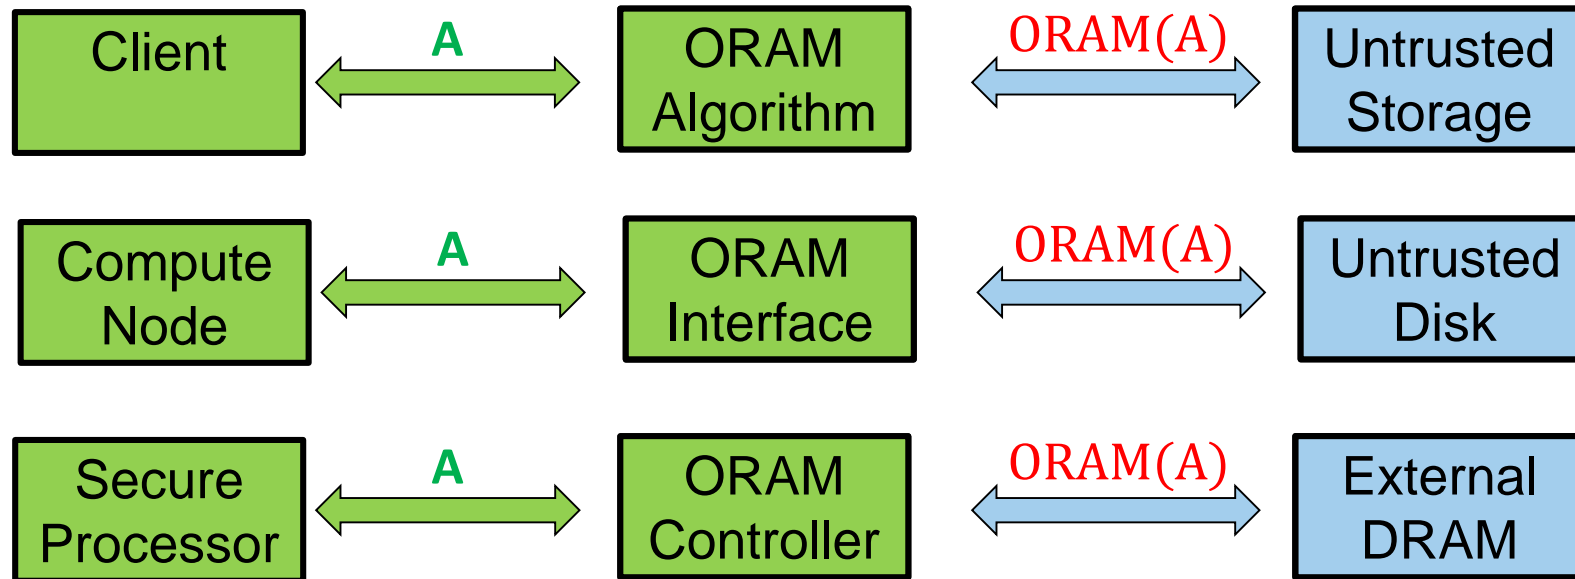 Client
A
ORAM
Algorithm
ORAM(A)
Untrusted
Storage
Compute
Node
A
ORAM
Interface
ORAM(A)
Untrusted
Disk
Secure
Processor
A
ORAM
Controller
ORAM(A)
External
DRAM